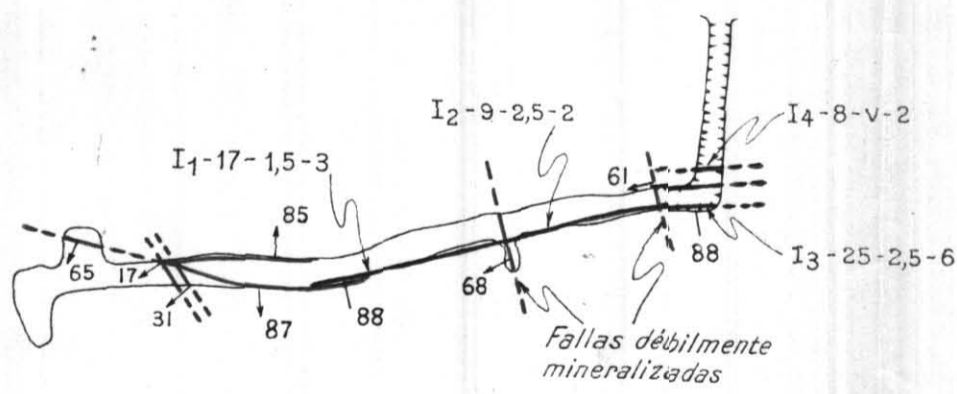 I2-9-2,5-2
I4-8-v-2
I1-17-1,5-3
61
85
65
17
68
88
I3-25-2,5-6
31
87
88
Fallas débilmente
mineralizadas